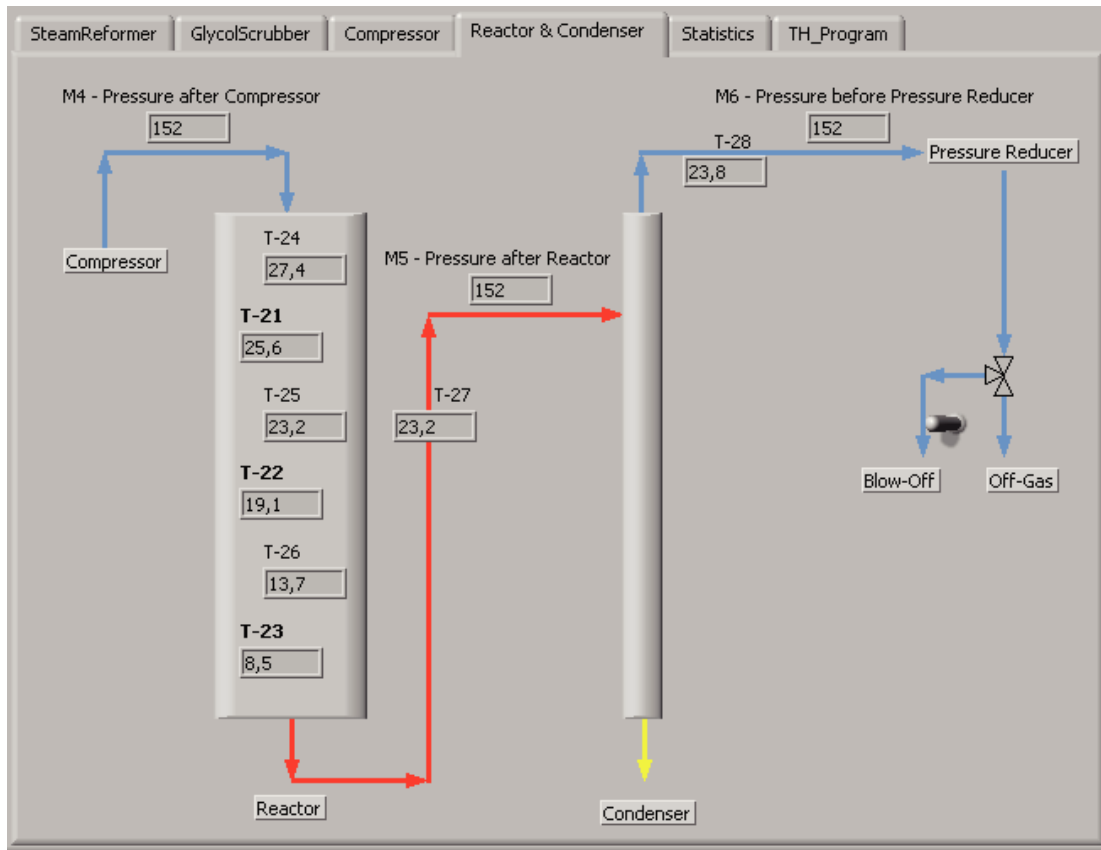 SteamReformer
GlycolScrubber
Compressor
Reactor & Condenser
Statistics
TH_Program
M4 - Pressure after Compressor
152
M6 - Pressure before Pressure Reducer
152
T-28
23,8
Pressure Reducer
Compressor
T-24
27,4
M5 - Pressure after Reactor
152
T-21
25,6
T-25
23,2
T-27
23,2
T-22
19,1
Blow-Off
Off-Gas
T-26
13,7
T-23
8,5
Reactor
Condenser